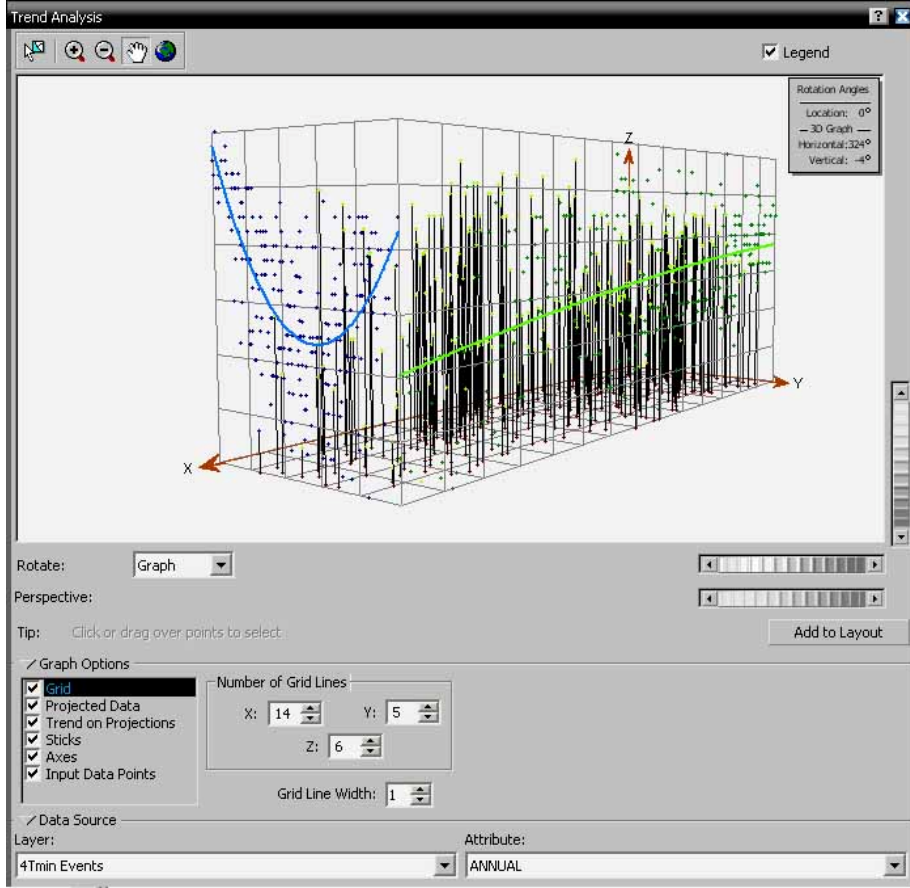 Trend Analysis
Legend
Rotation Angles
Location: 0°
3D Graph
Horizontal:324°
Vertical: -4°
Z
Y
X
Rotate: Graph
Perspective:
Tip: Click or drag over points to select
Add to Layout
Graph Options
Grid
Projected Data
Trend on Projections
Sticks
Axes
Input Data Points
Number of Grid Lines
X: 14 Y: 5
Z: 6
Grid Line Width: 1
Data Source
Layer: Attribute:
4Tmin Events ANNUAL